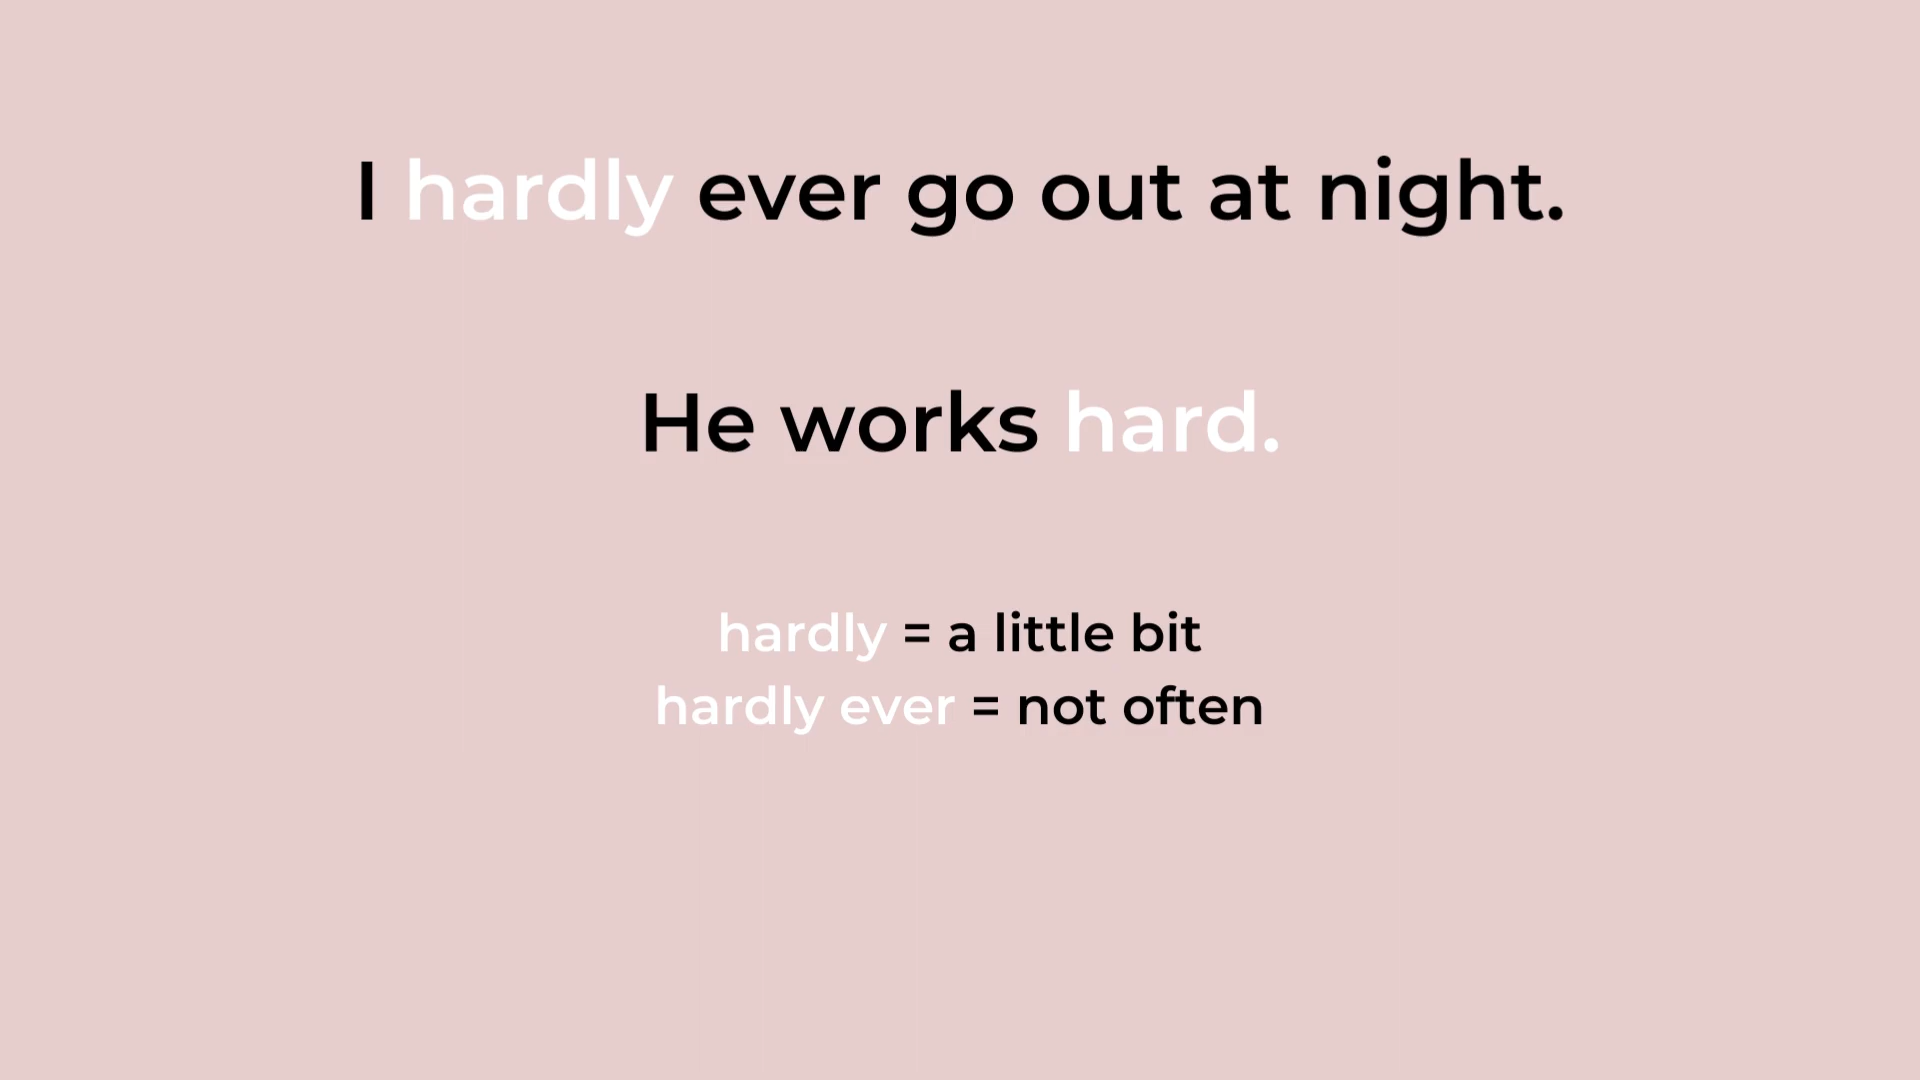 I hardly ever go out at night.
He works hard.
hardly = a little bit
hardly ever = not often